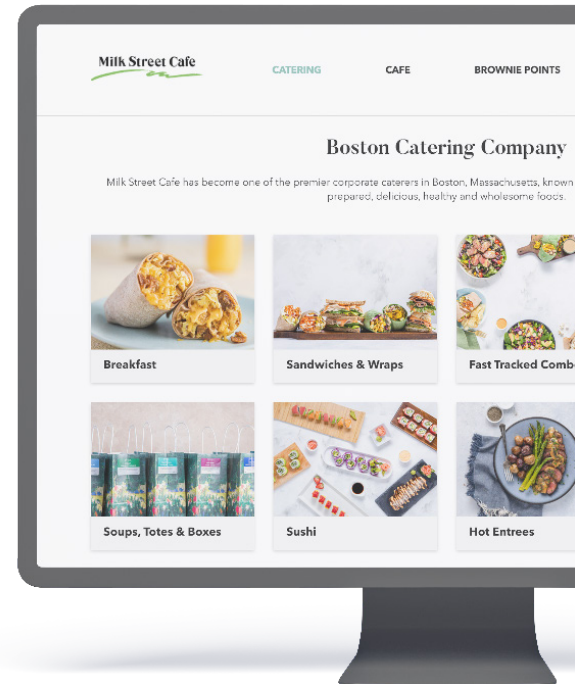 Milk Street Cafe
CATERING
CAFE
BROWNIE POINTS
Boston Catering Company
Milk Street Cafe has become one of the premier corporate caterers in Boston, Massachusetts, known
prepared, delicious, healthy and wholesome foods.
Breakfast
Sandwiches & Wraps
Fast Tracked Comb
Soups, Totes & Boxes
Sushi
Hot Entrees